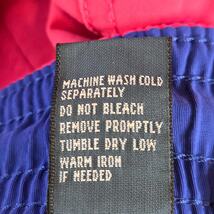 MACHINE WASH COLD
SEPARATELY
DO NOT BLEACH
REMOVE PROMPTLY
TUMBLE DRY LOW
WARM IRON
IF NEEDED